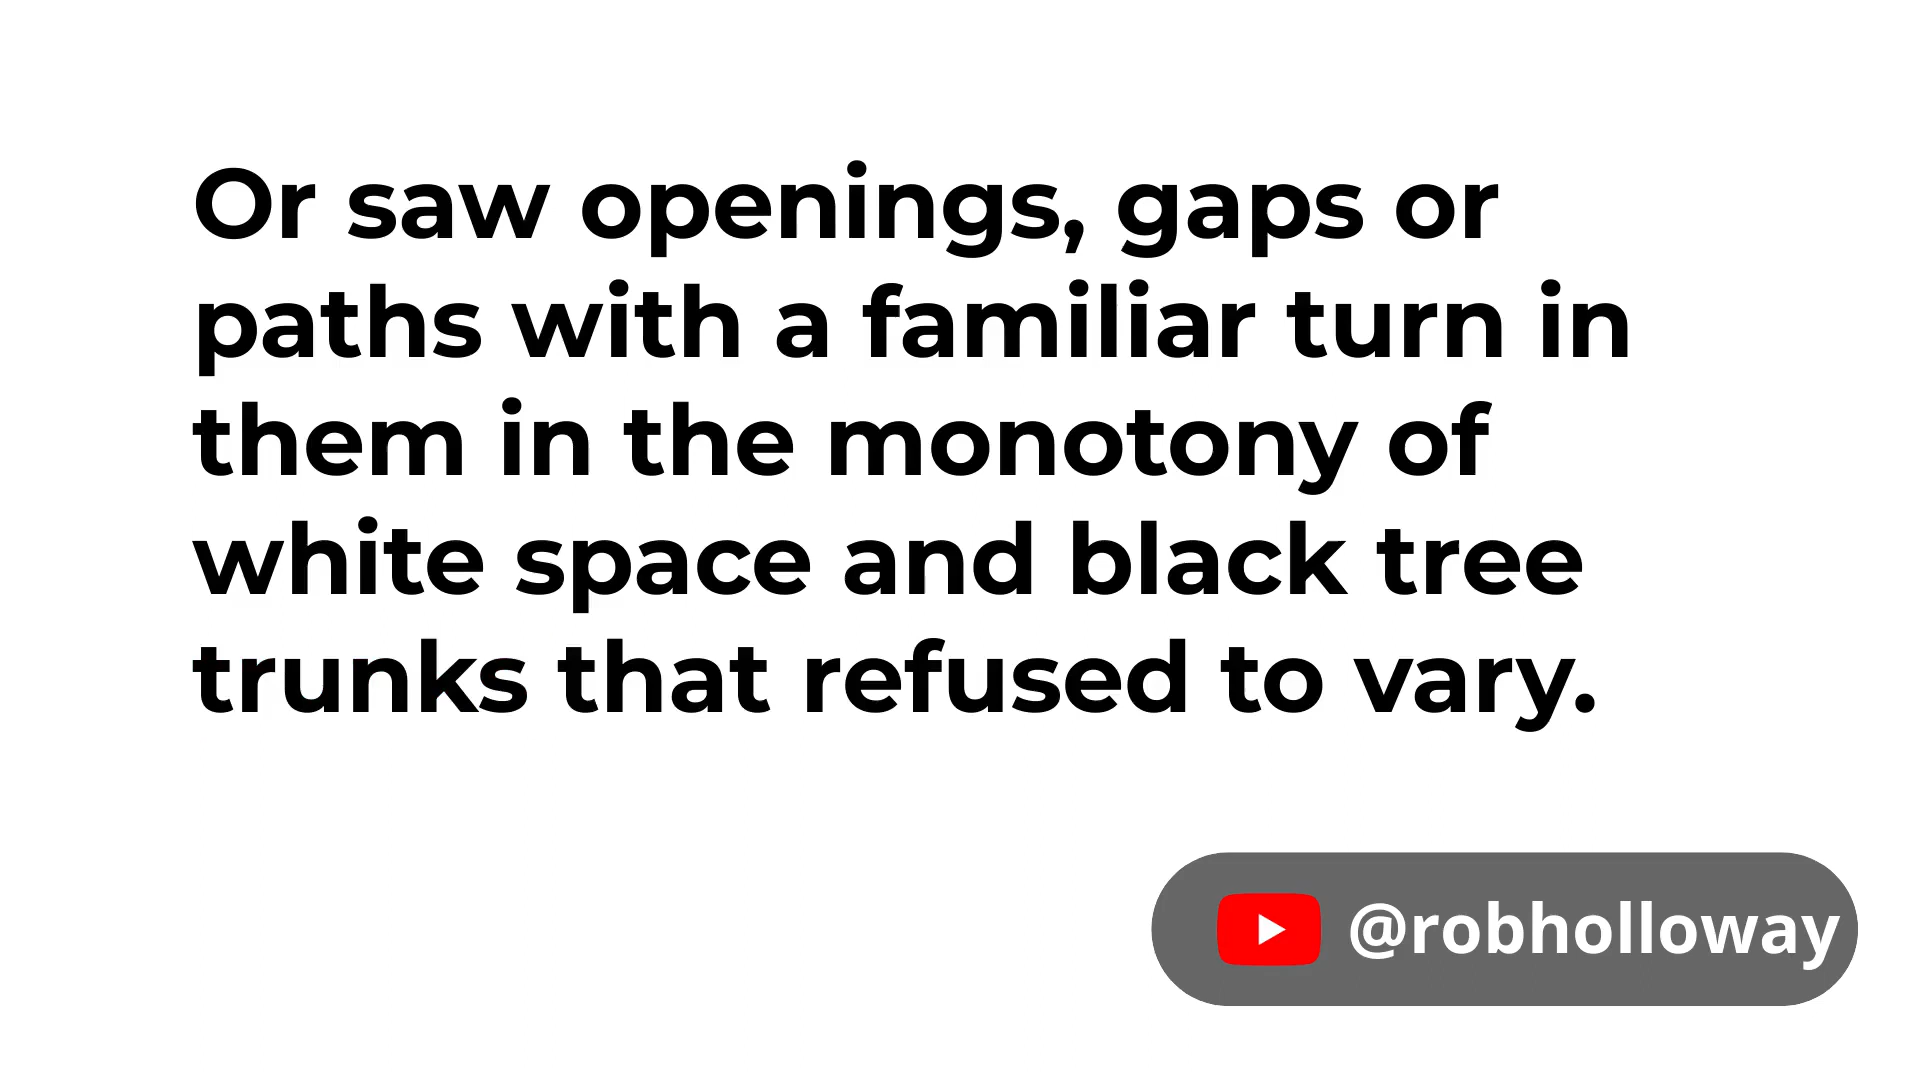 Or saw openings, gaps or
paths with a familiar turn in
them in the monotony of
white space and black tree
trunks that refused to vary.
@robholloway